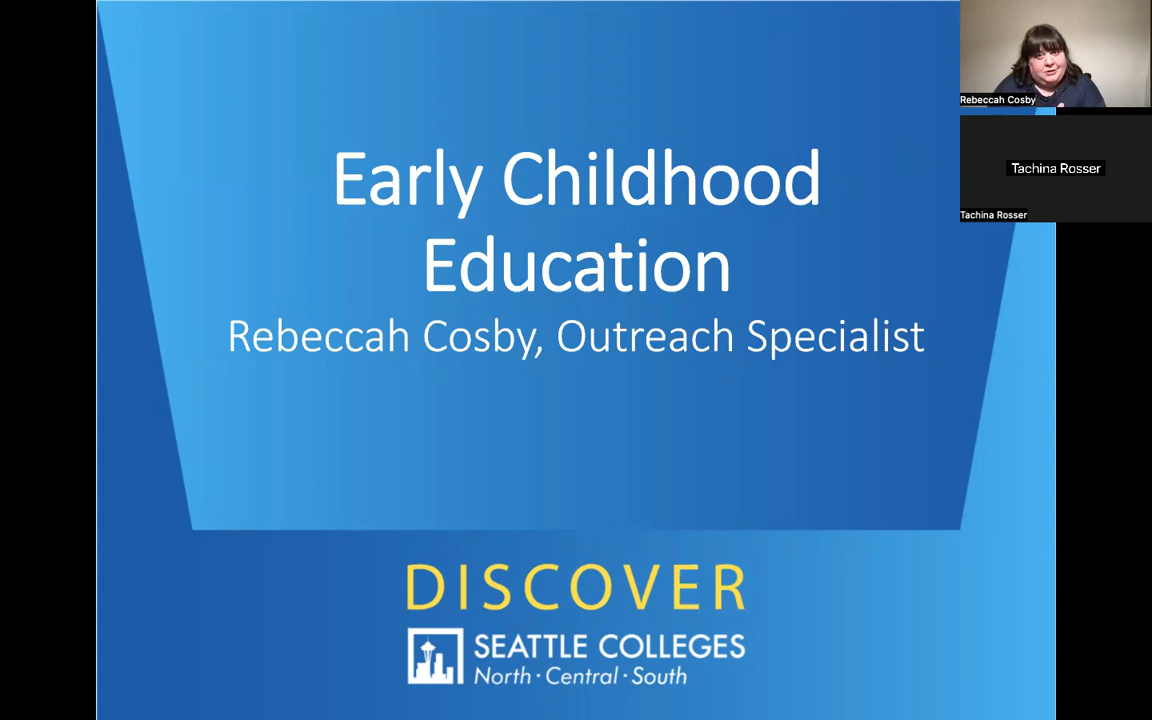 Early Childhood
Education
Rebeccah Cosby, Outreach Specialist
DISCOVER
SEATTLE COLLEGES
North · Central · South
Rebeccah Cosby
Tachina Rosser
Tachina Rosser